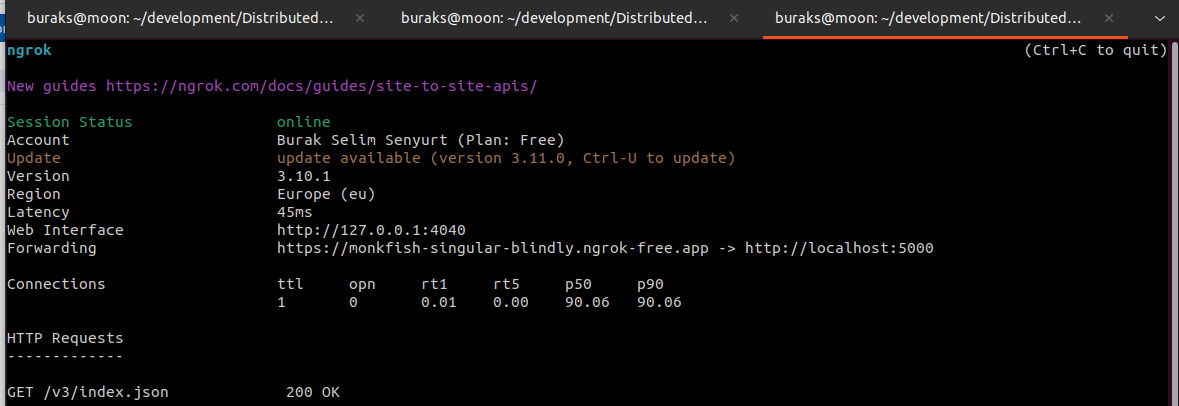 buraks@moon: ~/development/Distributed... × buraks@moon: ~/development/Distributed... × buraks@moon: ~/development/Distributed... ×
ngrok (Ctrl+C to quit)
New guides https://ngrok.com/docs/guides/site-to-site-apis/
Session Status online
Account Burak Selim Senyurt (Plan: Free)
Update update available (version 3.11.0, Ctrl-U to update)
Version 3.10.1
Region Europe (eu)
Latency 45ms
Web Interface http://127.0.0.1:4040
Forwarding https://monkfish-singular-blindly.ngrok-free.app -> http://localhost:5000
Connections ttl opn rt1 rt5 p50 p90
1 0 0.01 0.00 90.06 90.06
HTTP Requests
-------------
GET /v3/index.json 200 OK